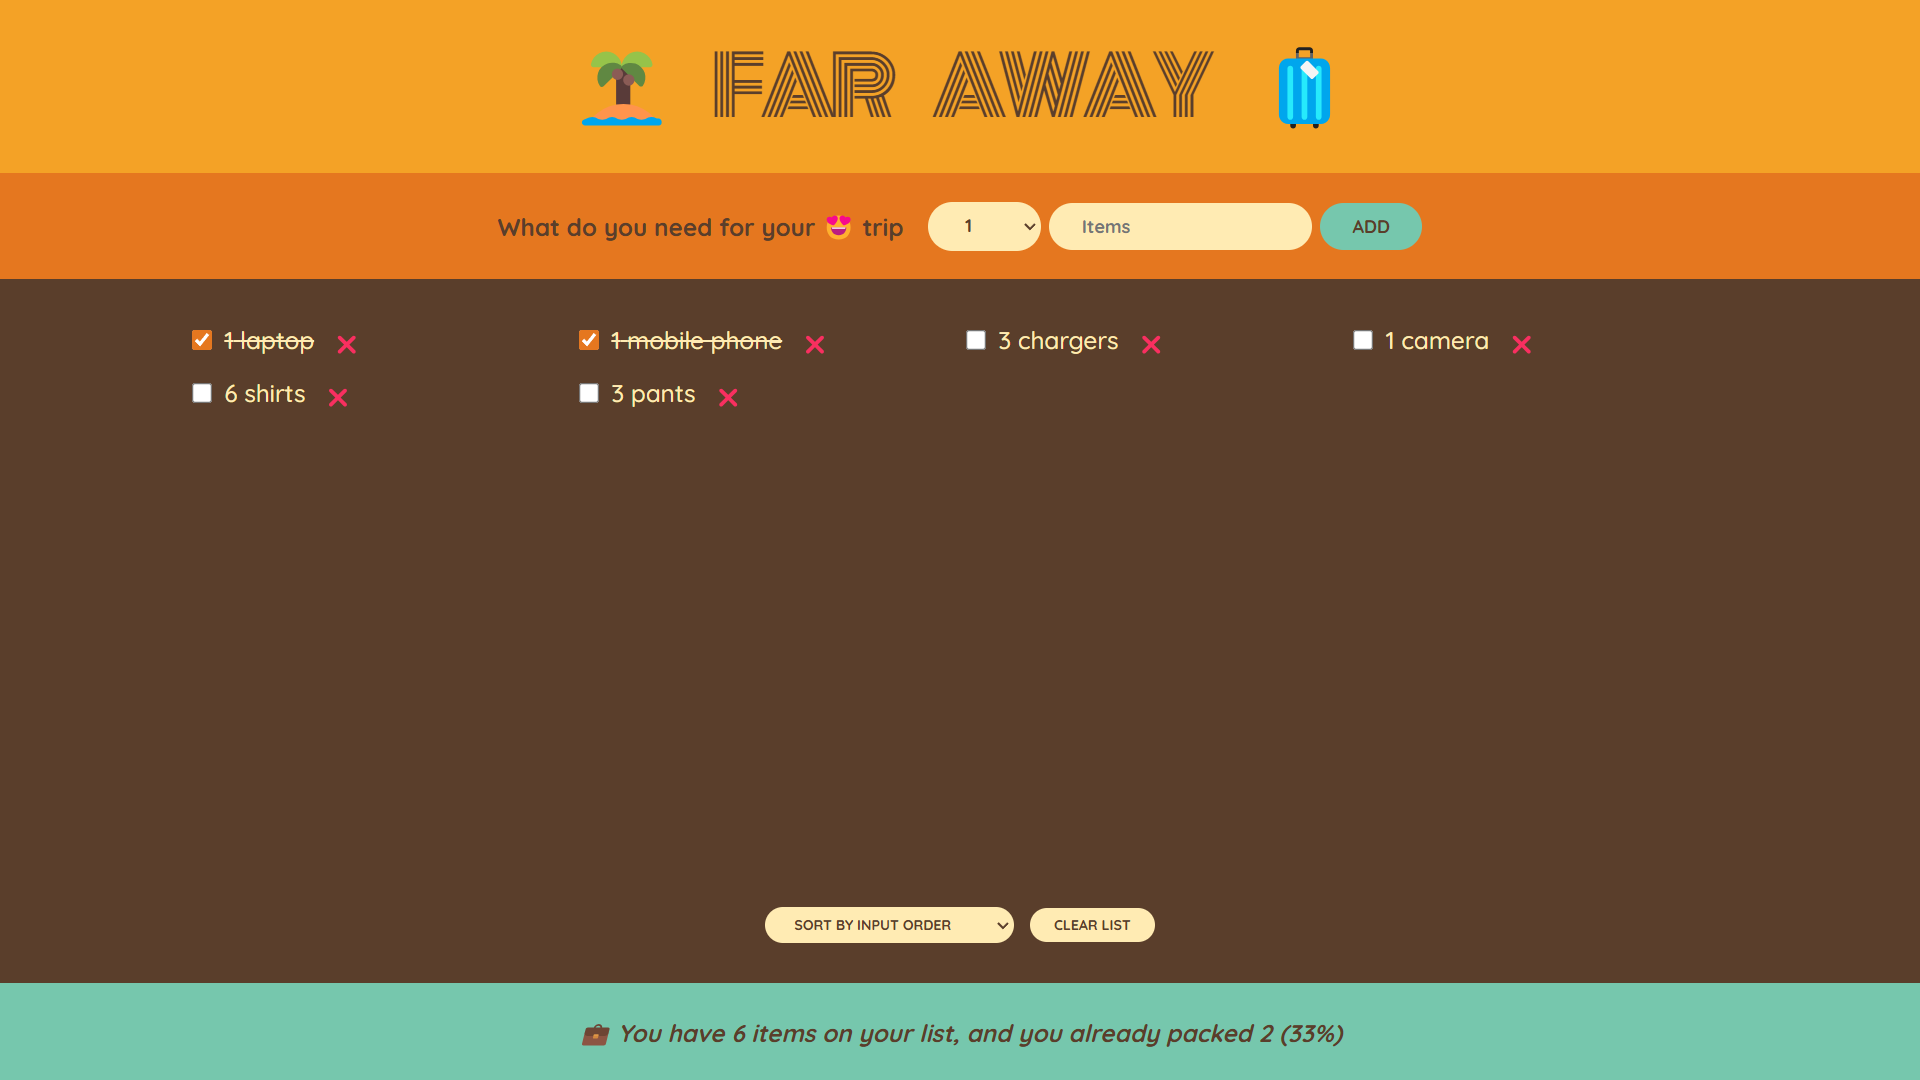 FAR AWAY
What do you need for your 😍 trip 1 Items ADD
1 laptop 1 mobile phone 3 chargers 1 camera
6 shirts 3 pants
SORT BY INPUT ORDER CLEAR LIST
You have 6 items on your list, and you already packed 2 (33%)